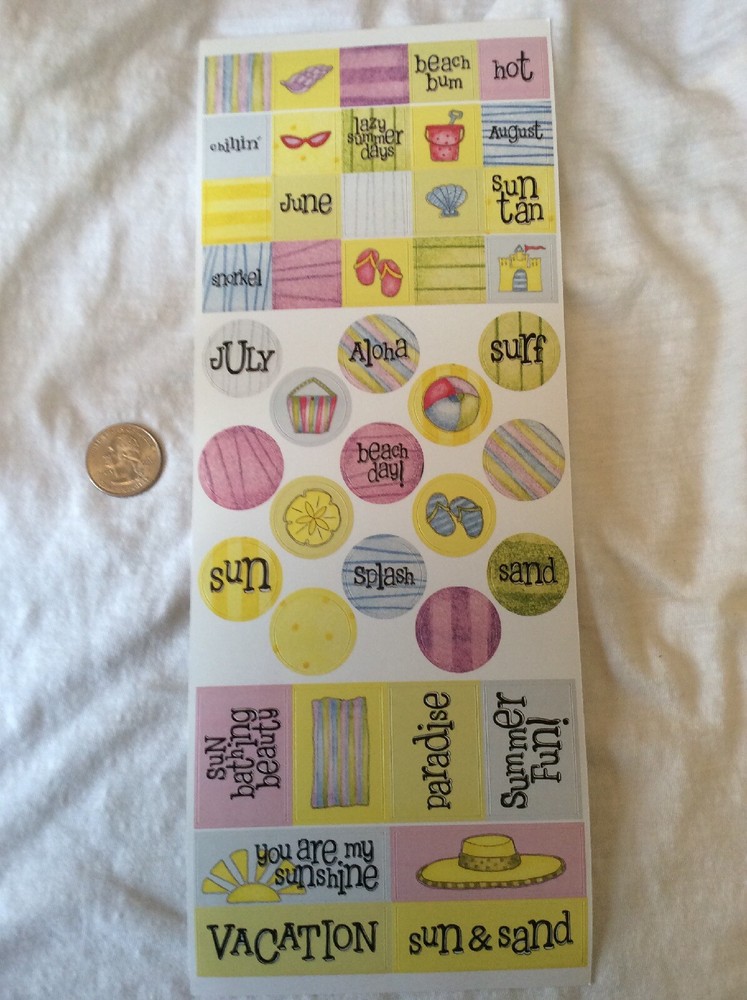 beach
bum
hot
chillin'
lazy
summer
days
August
June
sun
tan
snorkel
JULY
Aloha
surf
beach
day!
sun
splash
sand
sun
bathing
beauty
paradise
Summer
Fun!
you are my
sunshine
VACATION
sun & sand